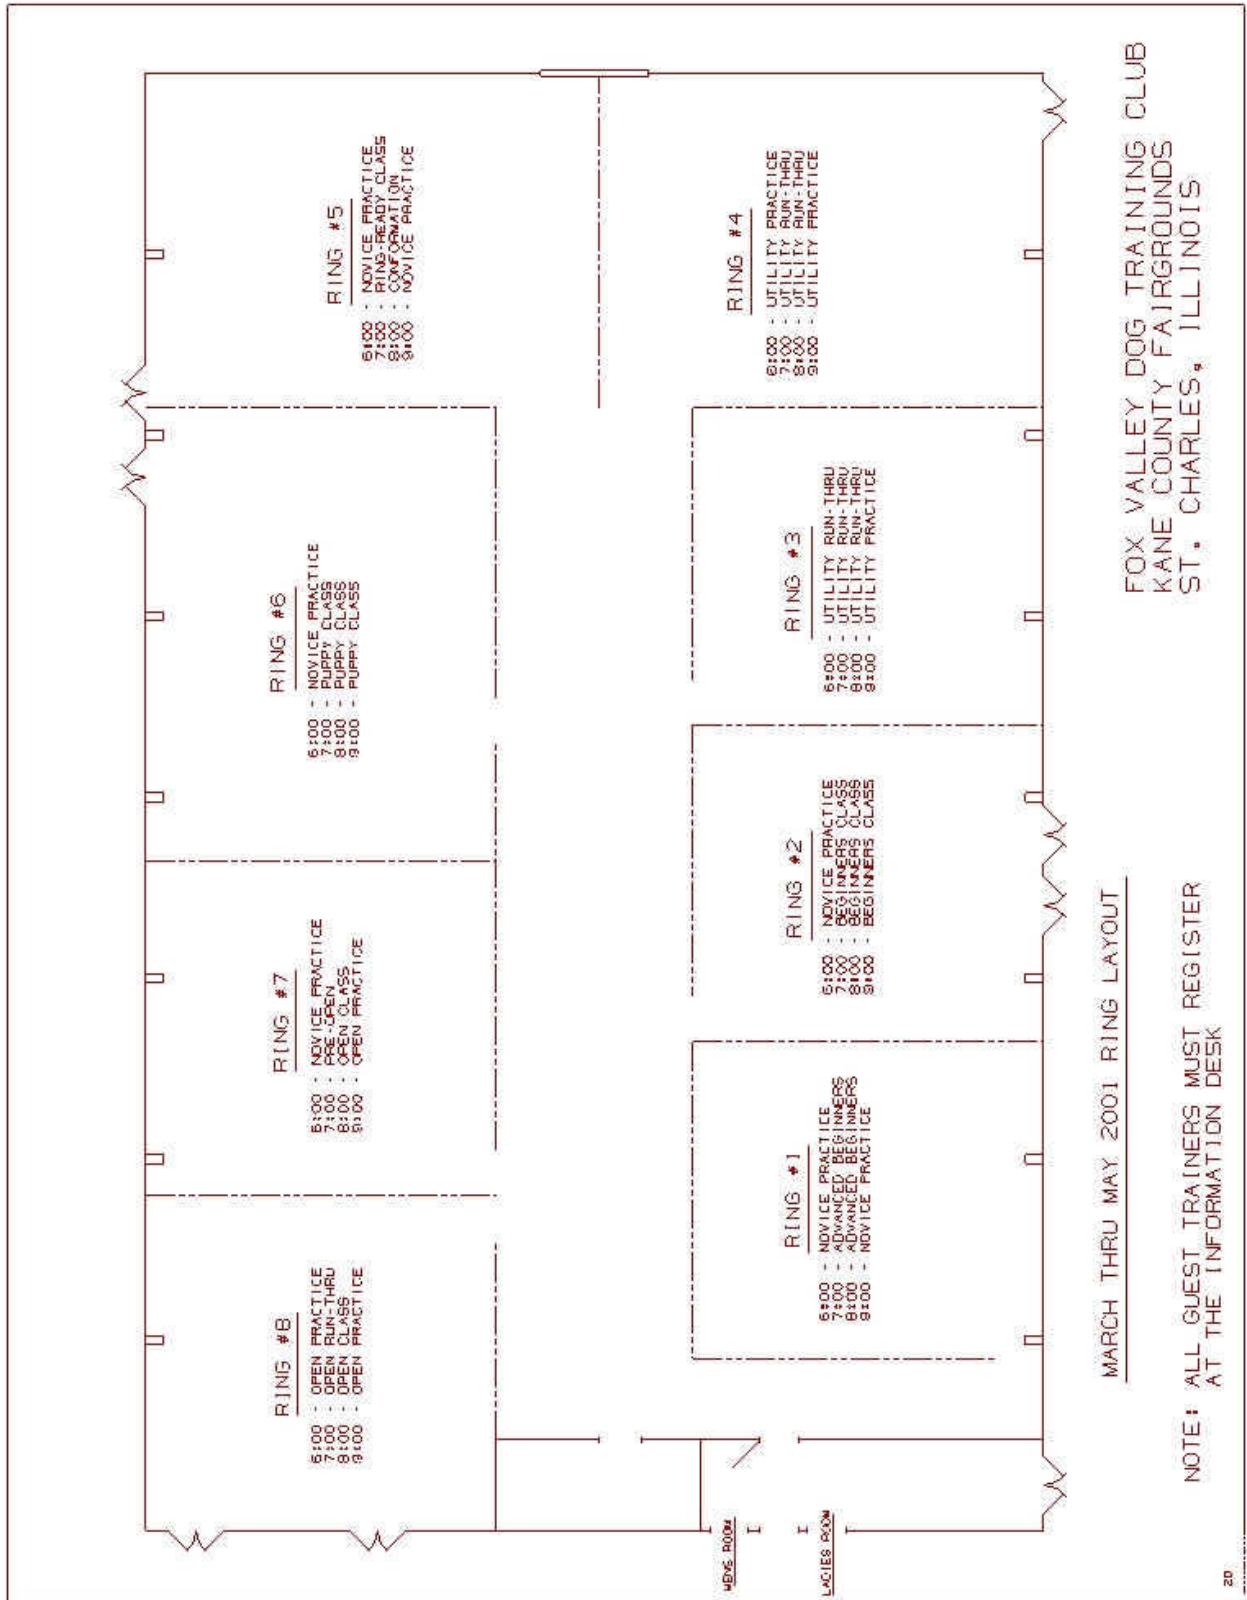 RING #8
6:00 - OPEN PRACTICE
7:00 - OPEN RUN-THRU
8:00 - OPEN CLASS
9:00 - OPEN PRACTICE
RING #7
6:00 - NOVICE PRACTICE
7:00 - PRE-OPEN
8:00 - OPEN CLASS
9:00 - OPEN PRACTICE
RING #6
6:00 - NOVICE PRACTICE
7:00 - PUPPY CLASS
8:00 - PUPPY CLASS
9:00 - PUPPY CLASS
RING #5
6:00 - NOVICE PRACTICE
7:00 - RING-READY CLASS
8:00 - CONFORMATION
9:00 - NOVICE PRACTICE
RING #1
6:00 - NOVICE PRACTICE
7:00 - ADVANCED BEGINNERS
8:00 - ADVANCED BEGINNERS
9:00 - NOVICE PRACTICE
RING #2
6:00 - NOVICE PRACTICE
7:00 - BEGINNERS CLASS
8:00 - BEGINNERS CLASS
9:00 - BEGINNERS CLASS
RING #3
6:00 - UTILITY RUN-THRU
7:00 - UTILITY RUN-THRU
8:00 - UTILITY RUN-THRU
9:00 - UTILITY PRACTICE
RING #4
6:00 - UTILITY PRACTICE
7:00 - UTILITY RUN-THRU
8:00 - UTILITY RUN-THRU
9:00 - UTILITY PRACTICE
MENS ROOM
LADIES ROOM
MARCH THRU MAY 2001 RING LAYOUT
NOTE: ALL GUEST TRAINERS MUST REGISTER
AT THE INFORMATION DESK
FOX VALLEY DOG TRAINING CLUB
KANE COUNTY FAIRGROUNDS
ST. CHARLES, ILLINOIS
20